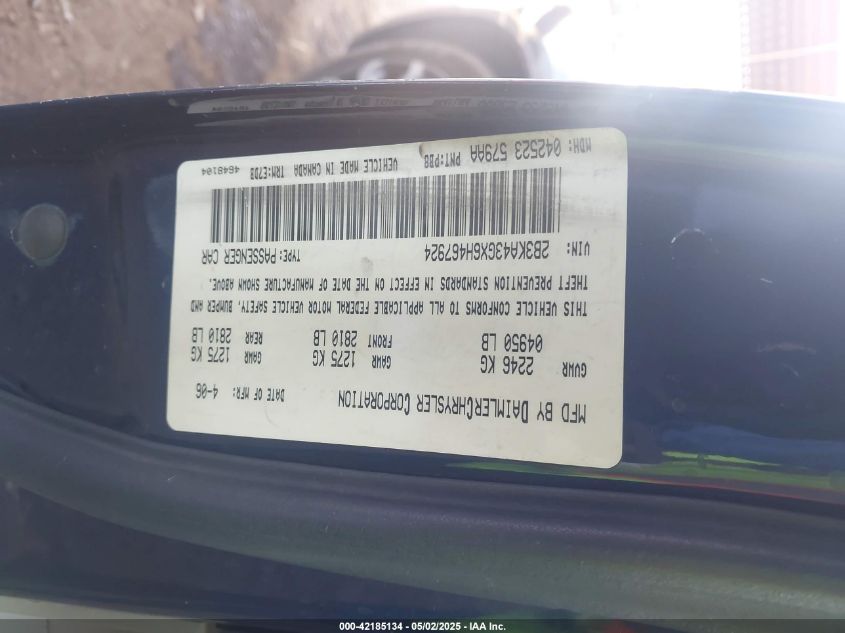 MFD BY DAIMLERCHRYSLER CORPORATION DATE OF MFR: 4-06
GVWR 2246 KG GAWR 1275 KG GAWR 1275 KG
04950 LB FRONT 2810 LB REAR 2810 LB
THIS VEHICLE CONFORMS TO ALL APPLICABLE FEDERAL MOTOR VEHICLE SAFETY, BUMPER AND
THEFT PREVENTION STANDARDS IN EFFECT ON THE DATE OF MANUFACTURE SHOWN ABOVE.
VIN: 2B3KA43GX6H467924 TYPE: PASSENGER CAR
MDH: 042523 579AA PNT: PBB VEHICLE MADE IN CANADA TRM: E7DB 4648104
000-42185134 - 05/02/2025 - IAA Inc.